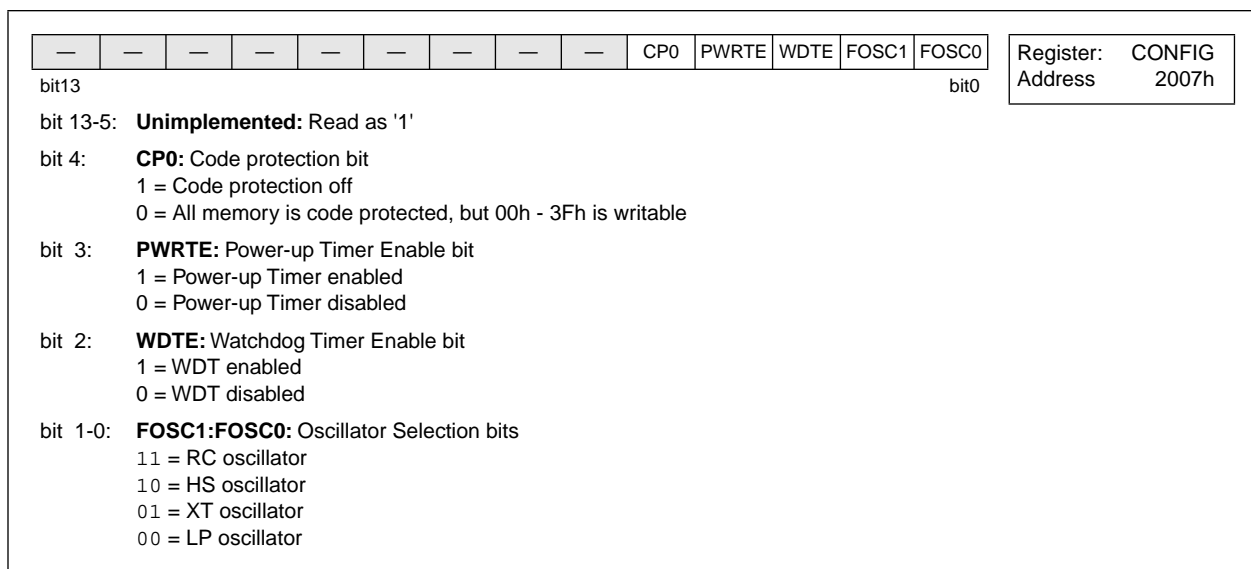 — — — — — — — — — CP0 PWRTE WDTE FOSC1 FOSC0
bit13 bit0
Register: CONFIG
Address 2007h
bit 13-5: Unimplemented: Read as '1'
bit 4: CP0: Code protection bit
1 = Code protection off
0 = All memory is code protected, but 00h - 3Fh is writable
bit 3: PWRTE: Power-up Timer Enable bit
1 = Power-up Timer enabled
0 = Power-up Timer disabled
bit 2: WDTE: Watchdog Timer Enable bit
1 = WDT enabled
0 = WDT disabled
bit 1-0: FOSC1:FOSC0: Oscillator Selection bits
11 = RC oscillator
10 = HS oscillator
01 = XT oscillator
00 = LP oscillator